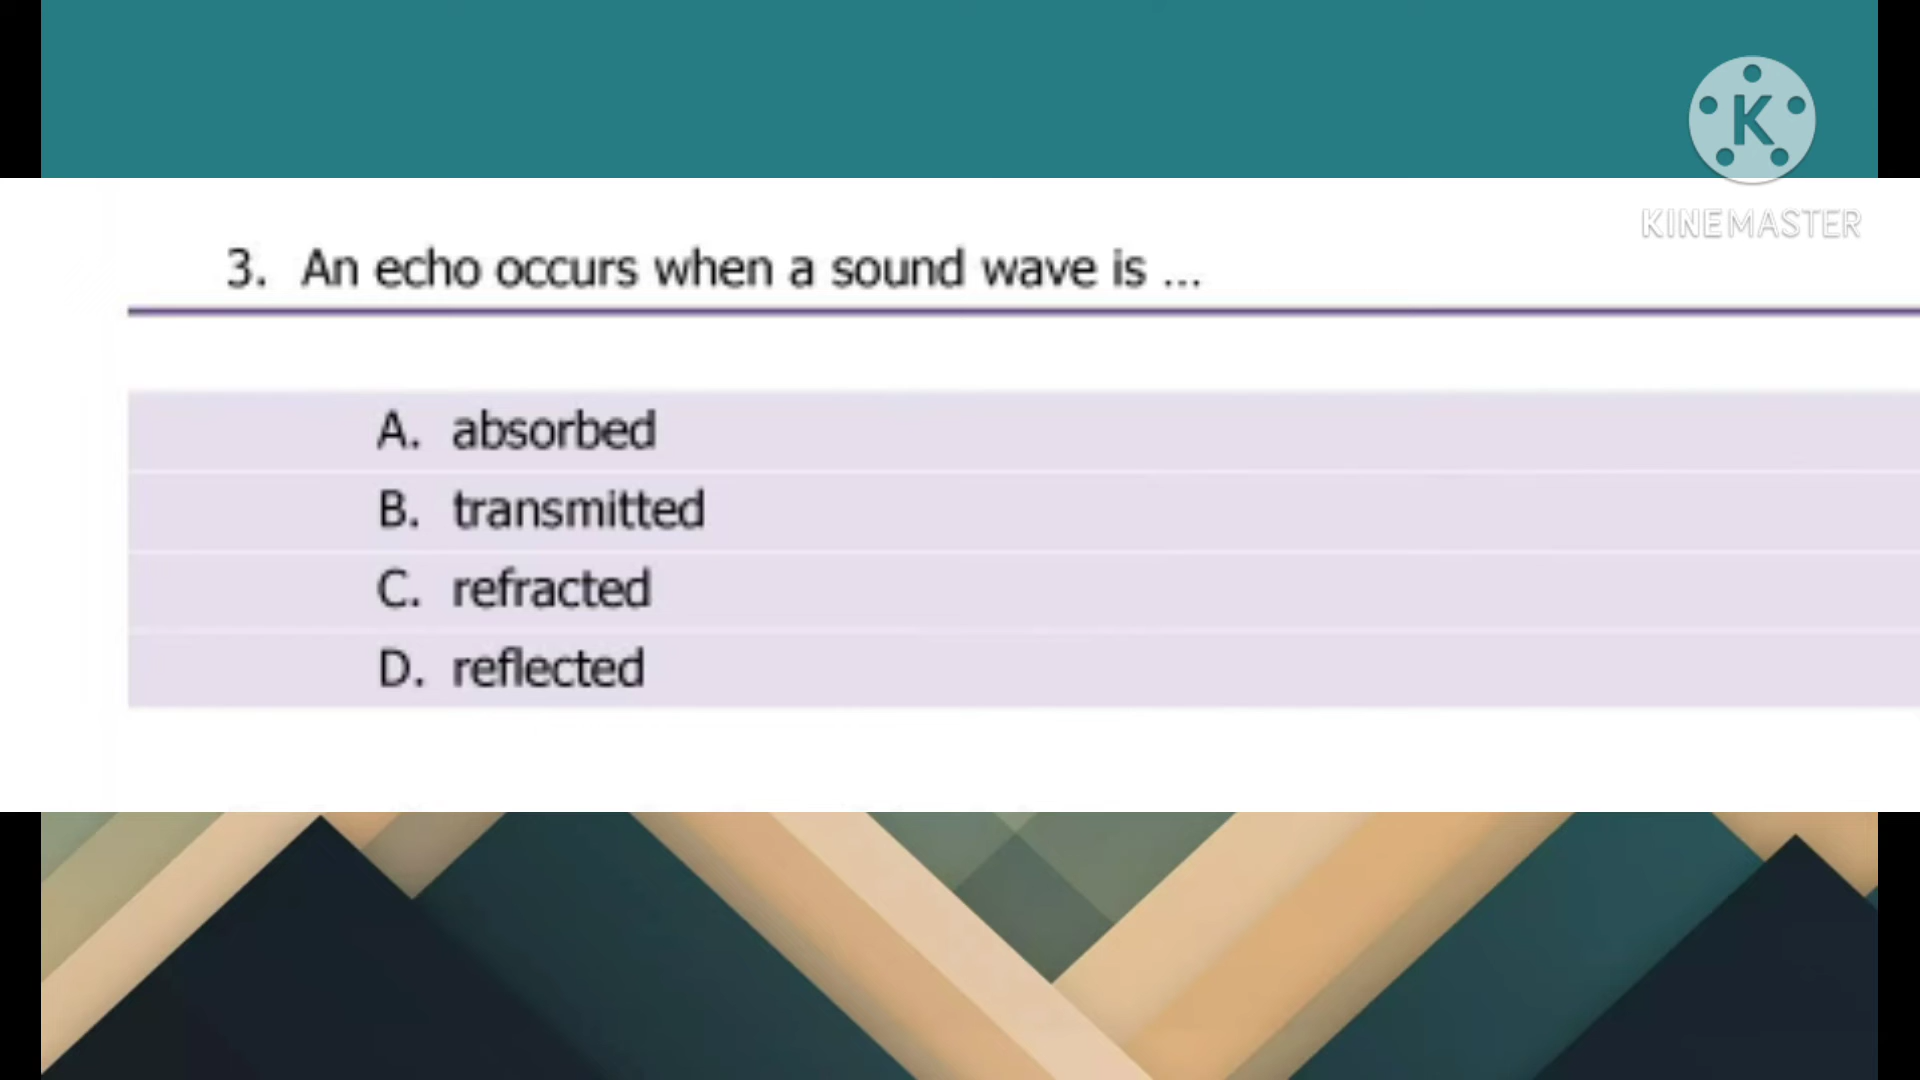 K
KINEMASTER
3. An echo occurs when a sound wave is ...
A. absorbed
B. transmitted
C. refracted
D. reflected